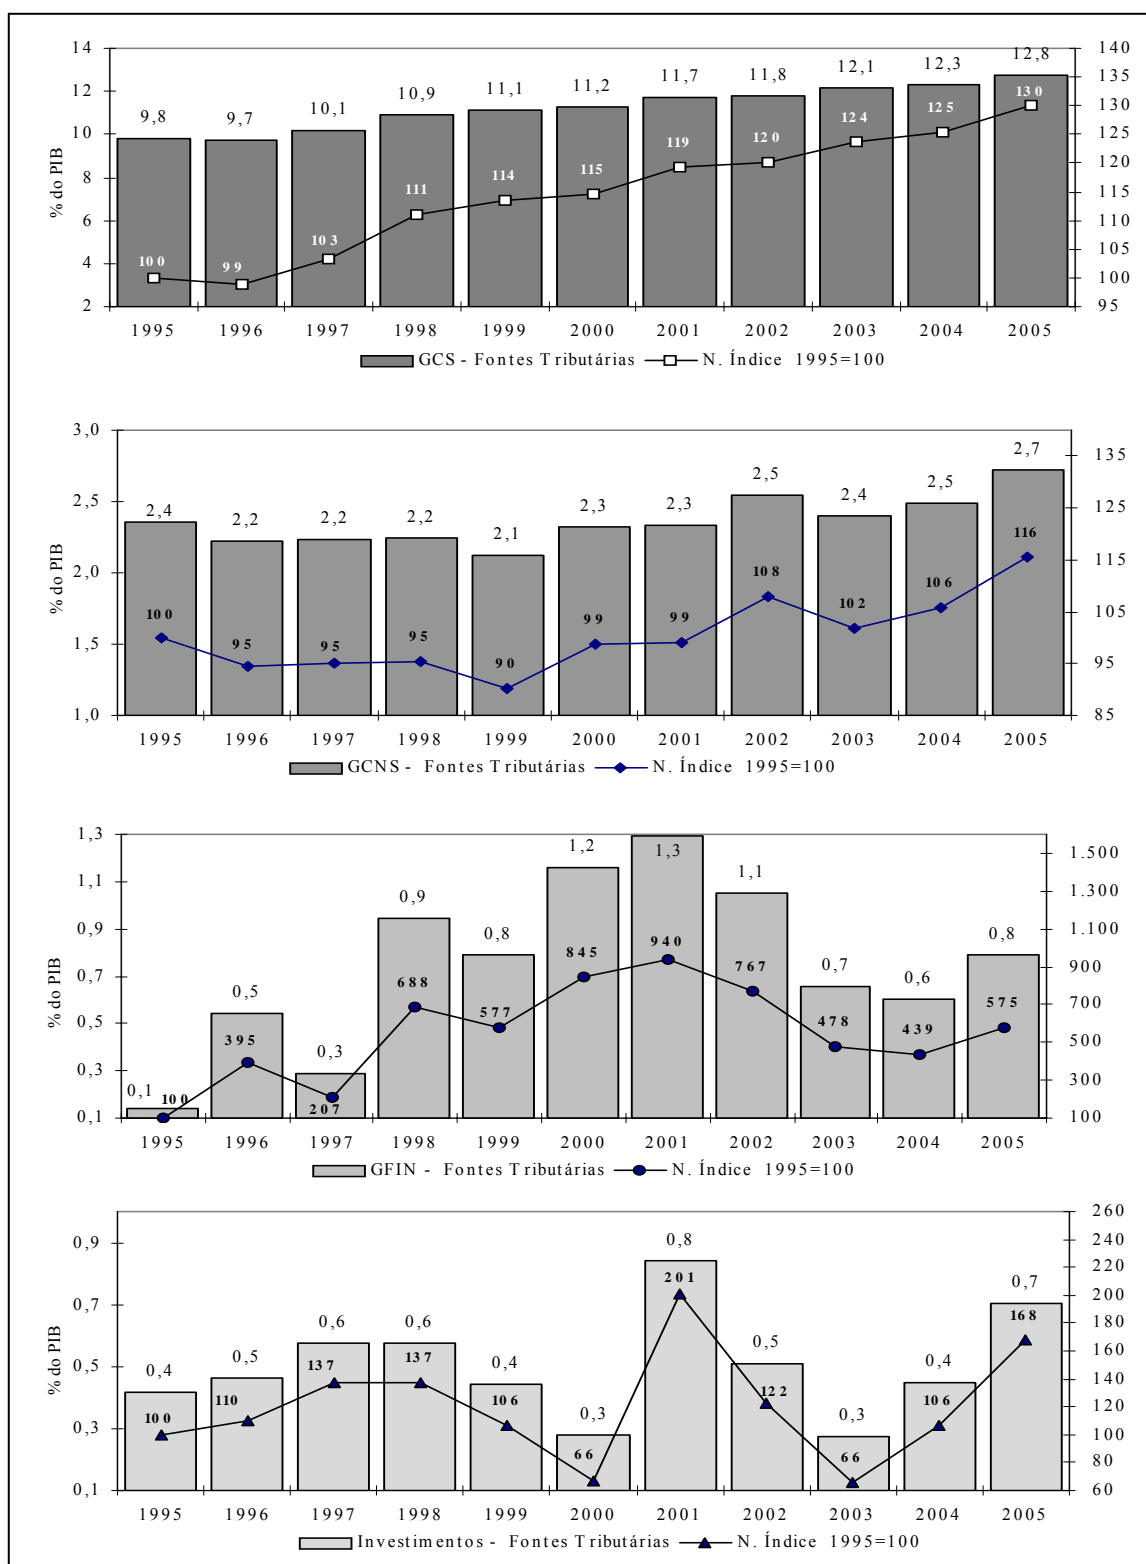 14 140
12 135
10 130
8 125
6 120
4 115
2 110
105
100
95
% do PIB
9,8 9,7 10,1 10,9 11,1 11,2 11,7 11,8 12,1 12,3 12,8
100 99 103 111 114 115 119 120 124 125 130
1995 1996 1997 1998 1999 2000 2001 2002 2003 2004 2005
GCS - Fontes Tributárias N. Índice 1995=100
3,0 135
2,5 125
2,0 115
1,5 105
1,0 95
85
% do PIB
2,4 2,2 2,2 2,2 2,1 2,3 2,3 2,5 2,4 2,5 2,7
100 95 95 95 90 99 99 108 102 106 116
1995 1996 1997 1998 1999 2000 2001 2002 2003 2004 2005
GCNS - Fontes Tributárias N. Índice 1995=100
1,3 1.500
1,1 1.300
0,9 1.100
0,7 900
0,5 700
0,3 500
0,1 300
100
% do PIB
0,1 0,5 0,3 0,9 0,8 1,2 1,3 1,1 0,7 0,6 0,8
100 395 207 688 577 845 940 767 478 439 575
1995 1996 1997 1998 1999 2000 2001 2002 2003 2004 2005
GFIN - Fontes Tributárias N. Índice 1995=100
0,9 260
0,7 240
0,5 220
0,3 200
0,1 180
160
140
120
100
80
60
% do PIB
0,4 0,5 0,6 0,6 0,4 0,3 0,8 0,5 0,3 0,4 0,7
100 110 137 137 106 66 201 122 66 106 168
1995 1996 1997 1998 1999 2000 2001 2002 2003 2004 2005
Investimentos - Fontes Tributárias N. Índice 1995=100